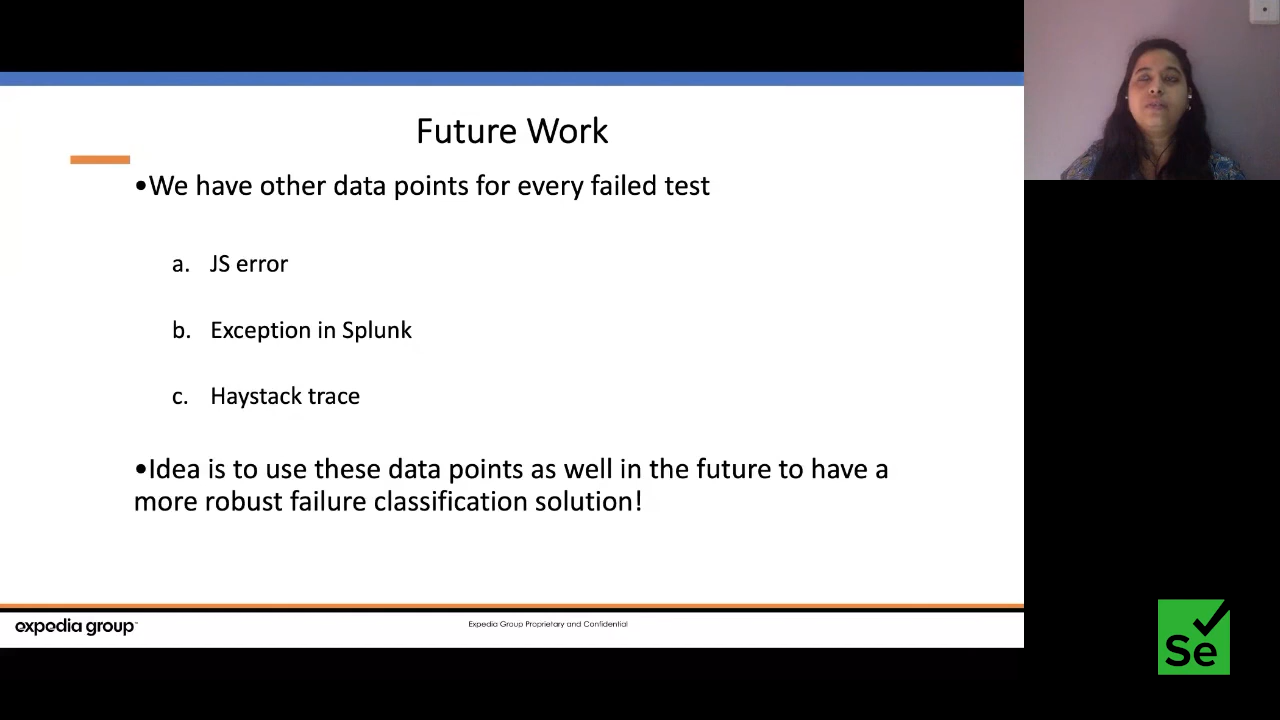 Future Work
•We have other data points for every failed test
a. JS error
b. Exception in Splunk
c. Haystack trace
•Idea is to use these data points as well in the future to have a
more robust failure classification solution!
expedia group™
Expedia Group Proprietary and Confidential
Se